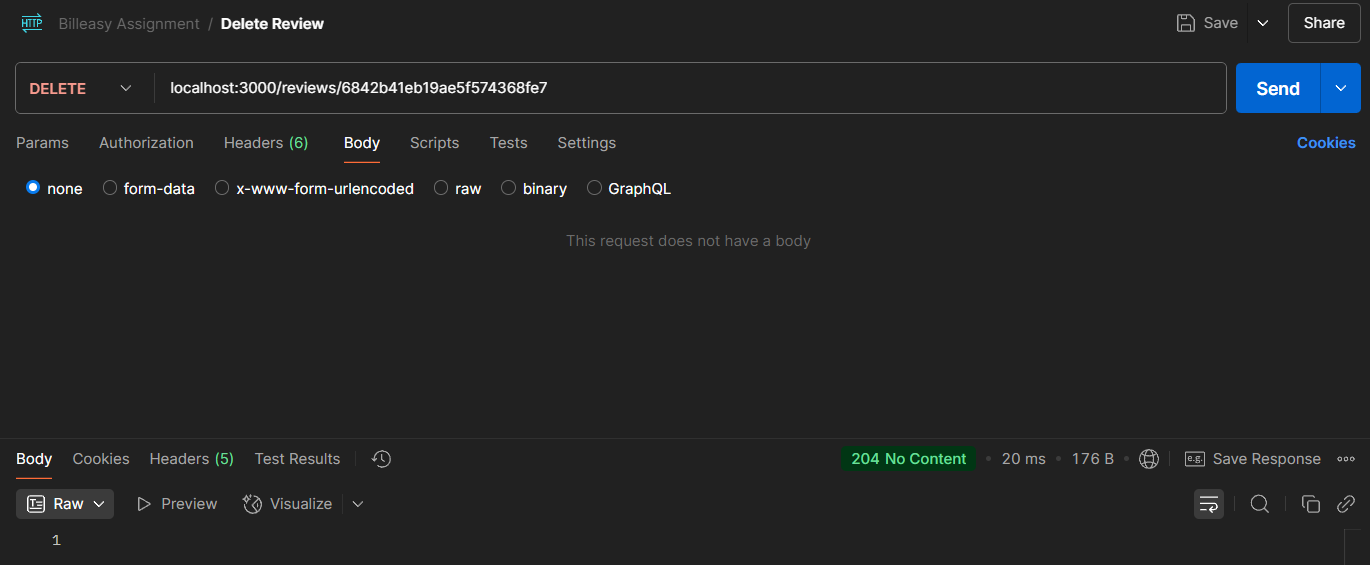 HTTP Billeasy Assignment / Delete Review Save Share
DELETE localhost:3000/reviews/6842b41eb19ae5f574368fe7 Send
Params Authorization Headers (6) Body Scripts Tests Settings Cookies
none form-data x-www-form-urlencoded raw binary GraphQL
This request does not have a body
Body Cookies Headers (5) Test Results 204 No Content • 20 ms • 176 B • e.g. Save Response
Raw Preview Visualize
1